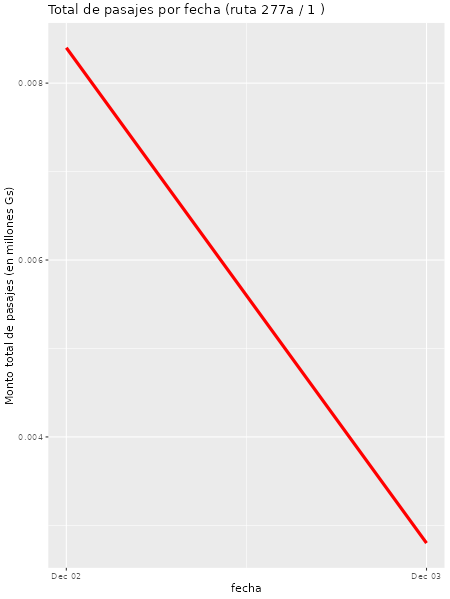 Total de pasajes por fecha (ruta 277a / 1 )
Monto total de pasajes (en millones Gs)
0.008
0.006
0.004
Dec 02
Dec 03
fecha